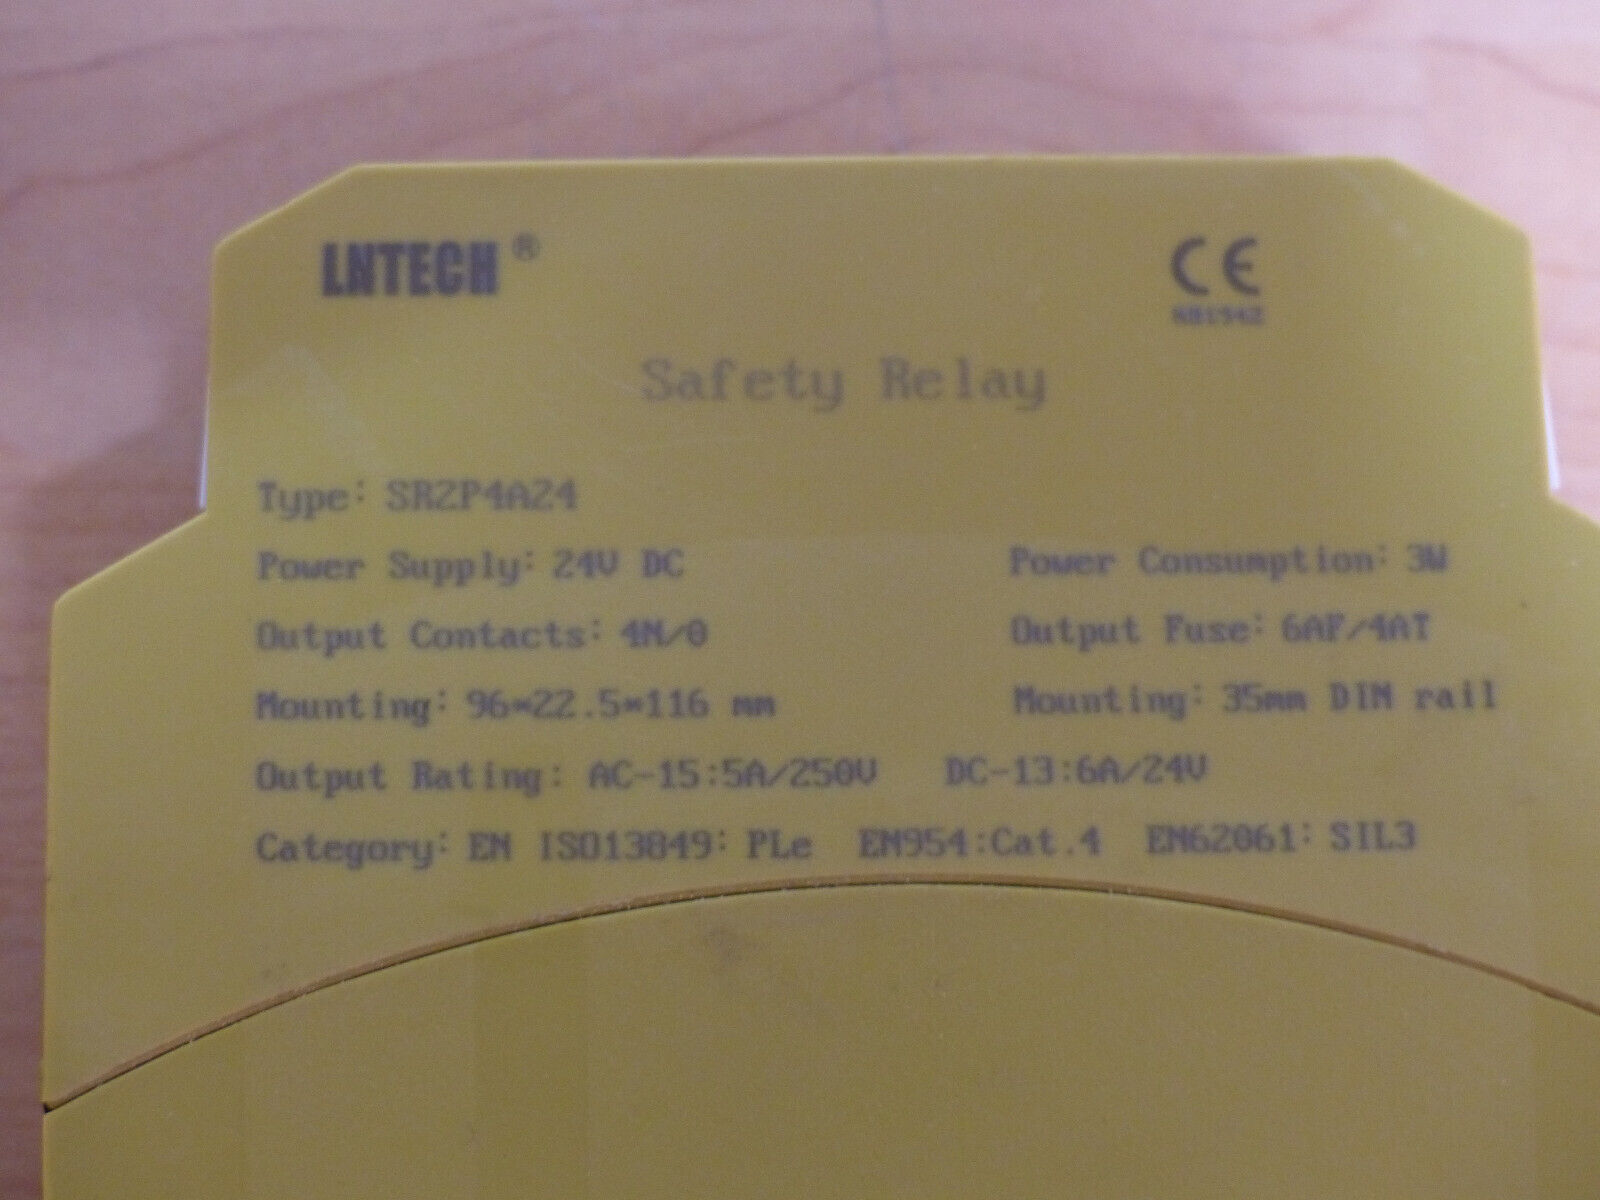 LNTECH ®
CE
NB1942
Safety Relay
Type: SR2P4A24
Power Supply: 24V DC Power Consumption: 3W
Output Contacts: 4N/0 Output Fuse: 6AF/4AT
Mounting: 96*22.5*116 mm Mounting: 35mm DIN rail
Output Rating: AC-15:5A/250V DC-13:6A/24V
Category: EN ISO13849: PLe EN954:Cat.4 EN62061: SIL3